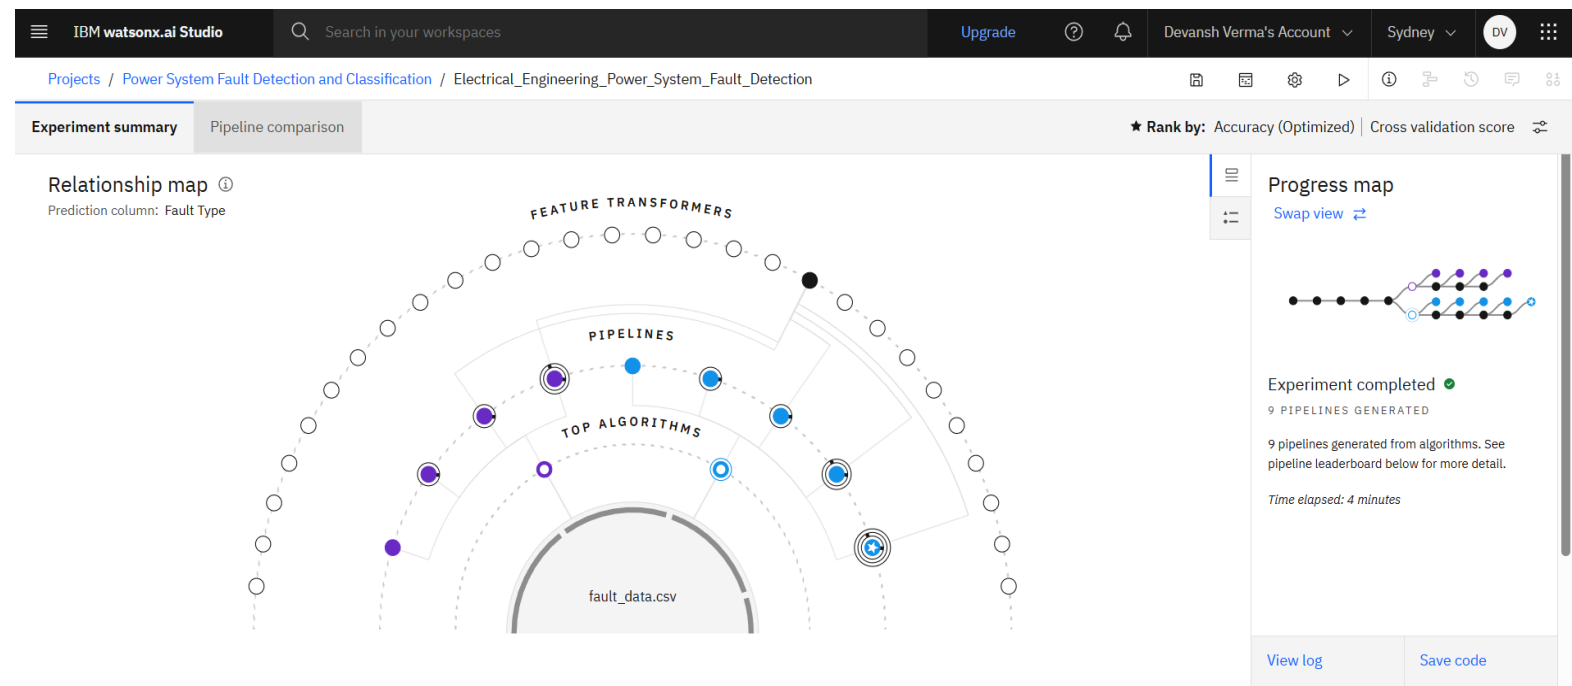 IBM watsonx.ai Studio
Search in your workspaces
Upgrade
Devansh Verma's Account
Sydney
DV
Projects / Power System Fault Detection and Classification / Electrical_Engineering_Power_System_Fault_Detection
Experiment summary
Pipeline comparison
Rank by: Accuracy (Optimized) | Cross validation score
Relationship map
Prediction column: Fault Type
FEATURE TRANSFORMERS
PIPELINES
TOP ALGORITHMS
fault_data.csv
Progress map
Swap view
Experiment completed
9 PIPELINES GENERATED
9 pipelines generated from algorithms. See
pipeline leaderboard below for more detail.
Time elapsed: 4 minutes
View log
Save code